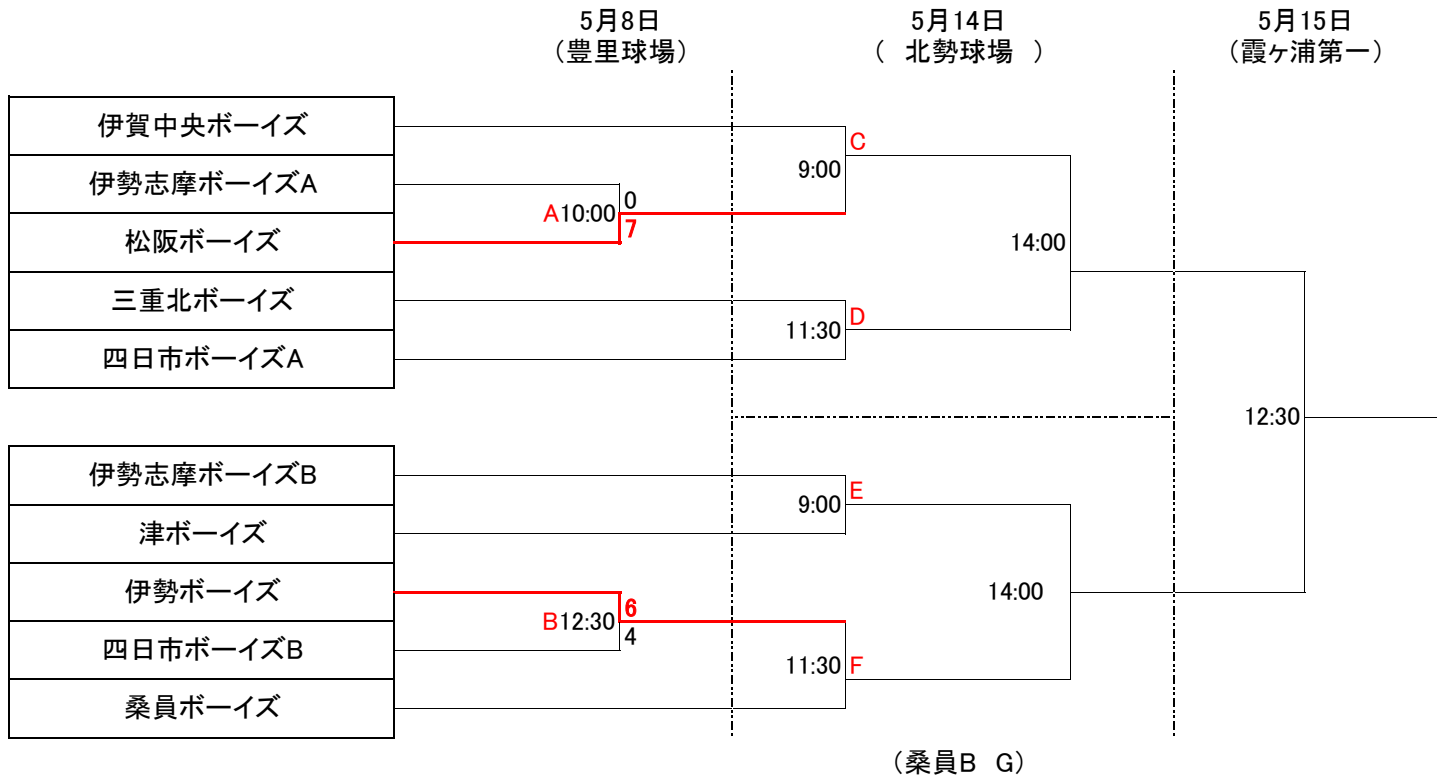 5月8日
（豊里球場）
5月14日
（ 北勢球場 ）
5月15日
（霞ヶ浦第一）
伊賀中央ボーイズ
伊勢志摩ボーイズA
松阪ボーイズ
三重北ボーイズ
四日市ボーイズA
A10:00
0
7
9:00
C
11:30
D
14:00
12:30
伊勢志摩ボーイズB
津ボーイズ
伊勢ボーイズ
四日市ボーイズB
桑員ボーイズ
B12:30
6
4
9:00
E
11:30
F
14:00
（桑員B G）